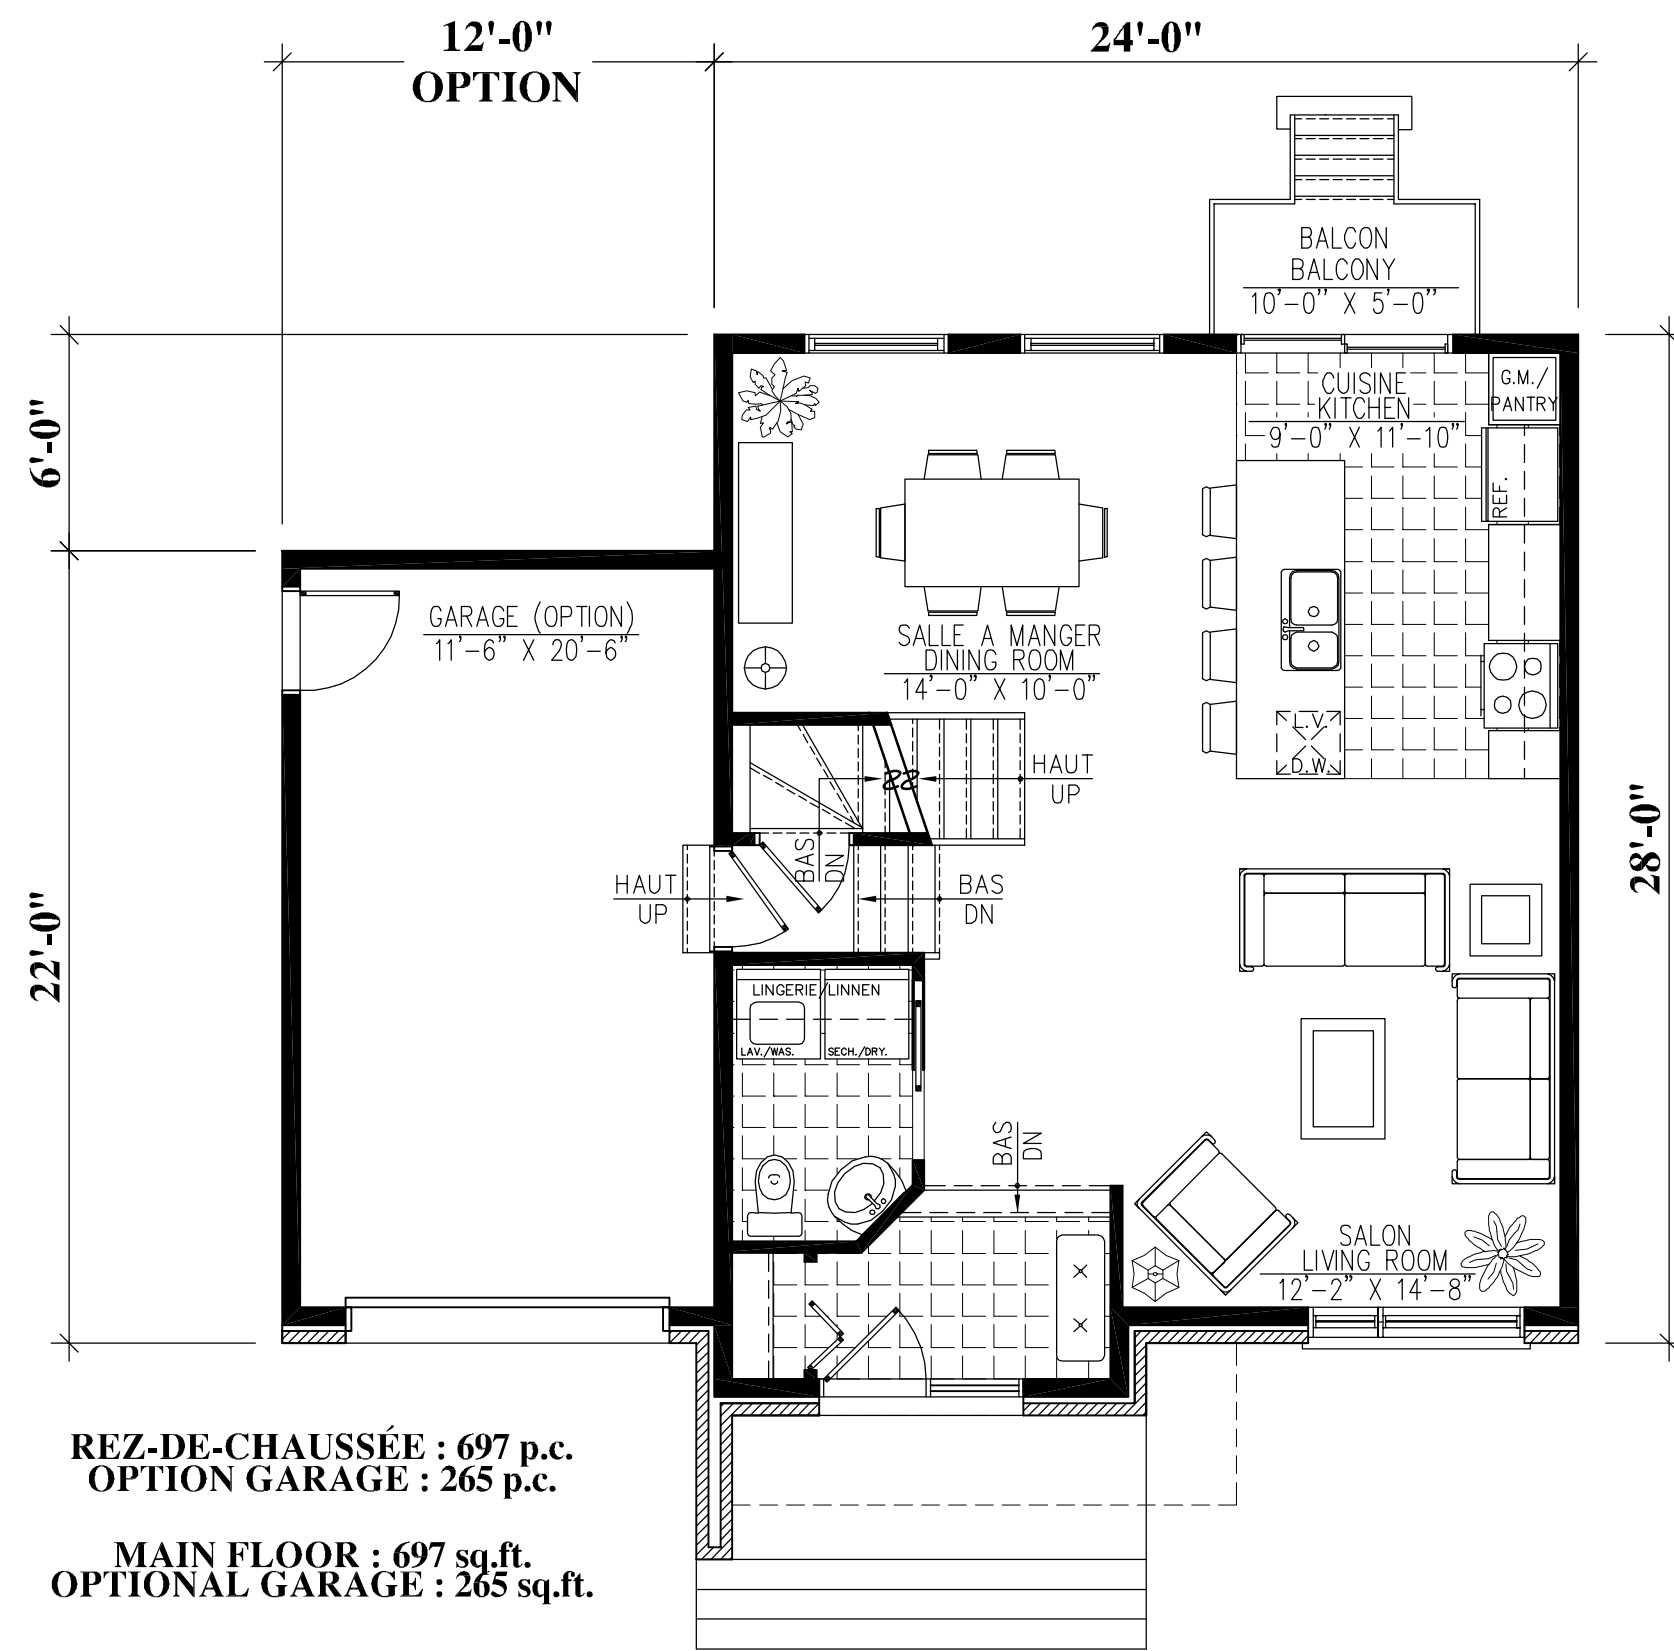 12'-0"
OPTION
24'-0"
BALCON
BALCONY
10'-0" X 5'-0"
6'-0"
CUISINE
KITCHEN
9'-0" X 11'-10"
G.M./
PANTRY
REF.
GARAGE (OPTION)
11'-6" X 20'-6"
SALLE A MANGER
DINING ROOM
14'-0" X 10'-0"
L.V.
D.W.
HAUT
UP
BAS
DN
HAUT
UP
BAS
DN
28'-0"
22'-0"
LINGERIE/LINNEN
LAV./WAS.
SECH./DRY.
BAS
DN
SALON
LIVING ROOM
12'-2" X 14'-8"
REZ-DE-CHAUSSÉE : 697 p.c.
OPTION GARAGE : 265 p.c.
MAIN FLOOR : 697 sq.ft.
OPTIONAL GARAGE : 265 sq.ft.